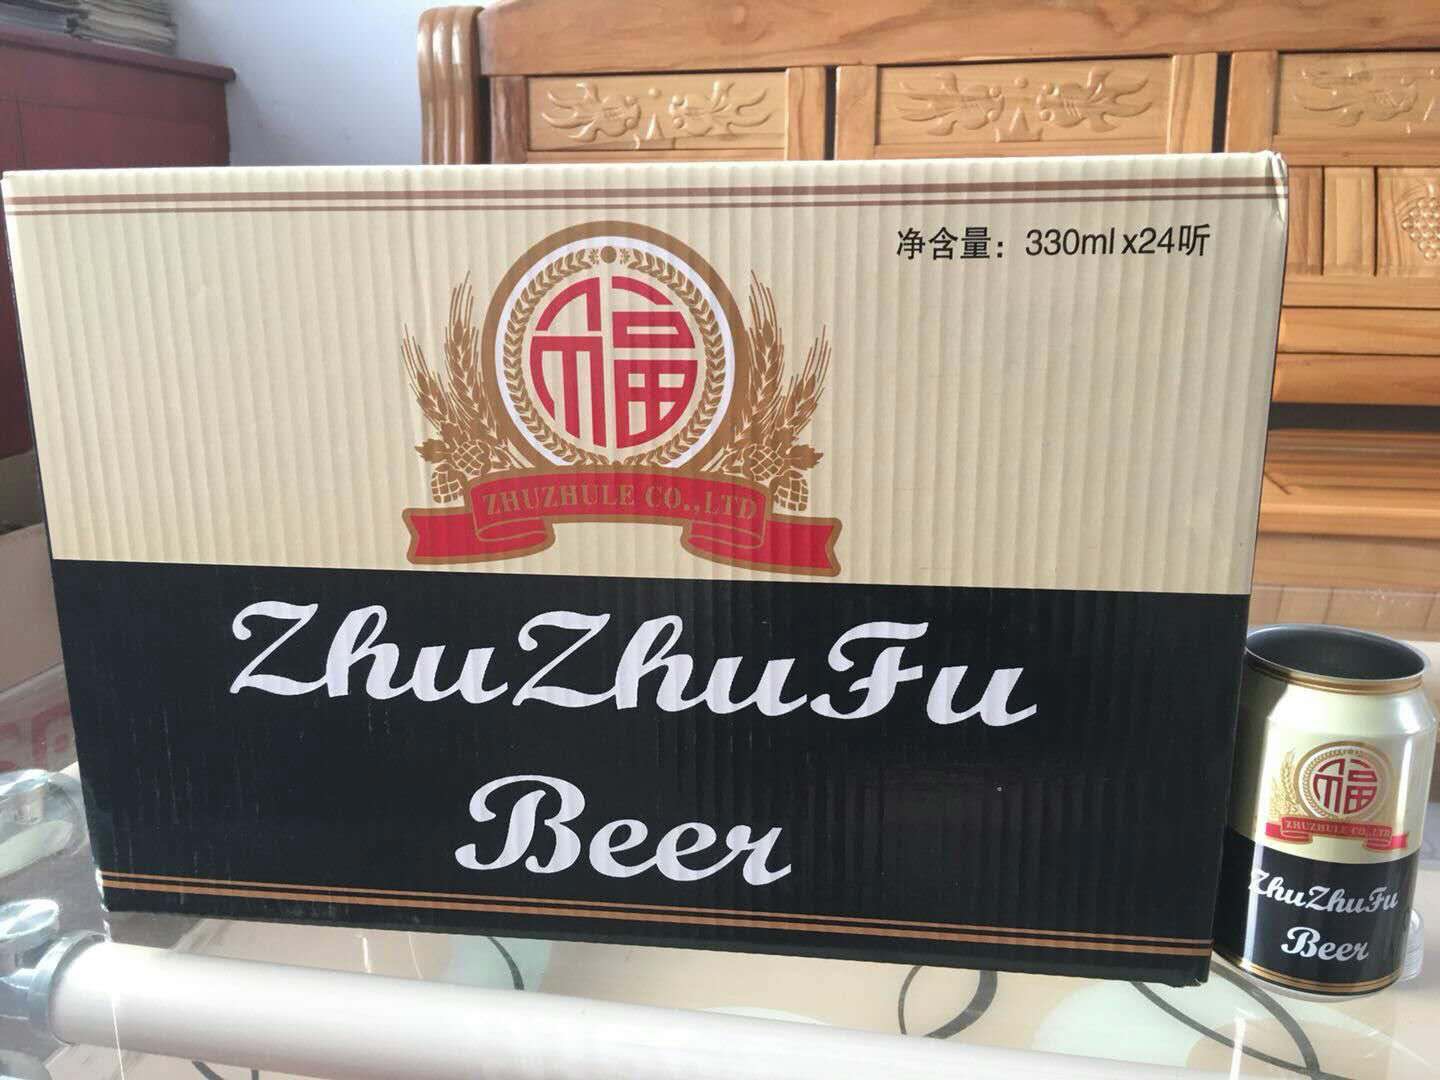 净含量：330ml x24听
福
ZHUZHULE CO.,LTD
ZhuZhuFu
Beer
福
ZHUZHULE CO.,LTD
ZhuZhuFu
Beer